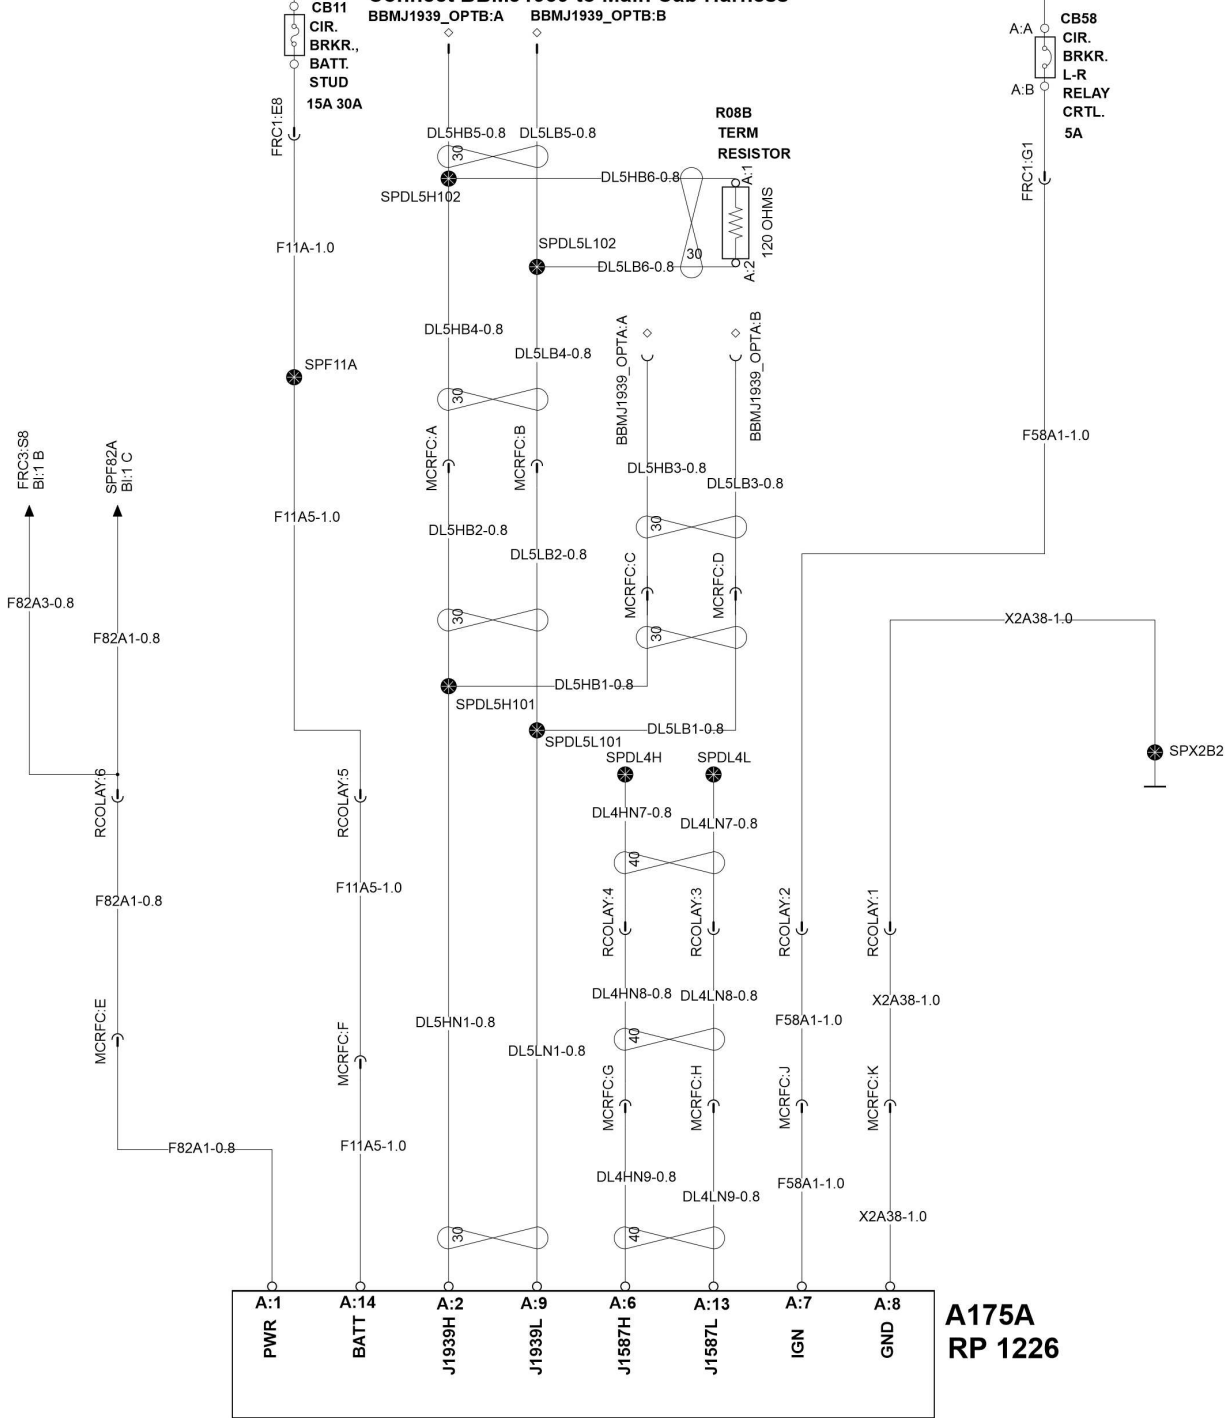 BBMJ1939_OPTB:A
BBMJ1939_OPTB:B
CB11
CIR.
BRKR.,
BATT.
STUD
15A 30A
FRC1:E8
CB58
CIR.
BRKR.
L-R
RELAY
CRTL.
5A
A:A
A:B
FRC1:G1
R08B
TERM
RESISTOR
DL5HB5-0.8
DL5LB5-0.8
30
SPDL5H102
DL5HB6-0.8
A:1
120 OHMS
30
SPDL5L102
DL5LB6-0.8
A:2
F11A-1.0
DL5HB4-0.8
DL5LB4-0.8
BBMJ1939_OPTA:A
BBMJ1939_OPTA:B
SPF11A
30
MCRFC:A
MCRFC:B
F58A1-1.0
FRC3:S8
BI:1 B
SPF82A
BI:1 C
DL5HB3-0.8
DL5LB3-0.8
30
F11A5-1.0
DL5HB2-0.8
DL5LB2-0.8
MCRFC:C
MCRFC:D
F82A3-0.8
F82A1-0.8
30
30
X2A38-1.0
DL5HB1-0.8
SPDL5H101
DL5LB1-0.8
SPDL5L101
SPDL4H
SPDL4L
SPX2B2
RCOLAY:6
RCOLAY:5
DL4HN7-0.8
DL4LN7-0.8
40
F82A1-0.8
F11A5-1.0
RCOLAY:4
RCOLAY:3
RCOLAY:2
RCOLAY:1
DL4HN8-0.8
DL4LN8-0.8
X2A38-1.0
MCRFC:E
MCRFC:F
DL5HN1-0.8
DL5LN1-0.8
40
F58A1-1.0
MCRFC:G
MCRFC:H
MCRFC:J
MCRFC:K
F82A1-0.8
F11A5-1.0
DL4HN9-0.8
DL4LN9-0.8
F58A1-1.0
X2A38-1.0
30
40
A:1
A:14
A:2
A:9
A:6
A:13
A:7
A:8
PWR
BATT
J1939H
J1939L
J1587H
J1587L
IGN
GND
A175A
RP 1226